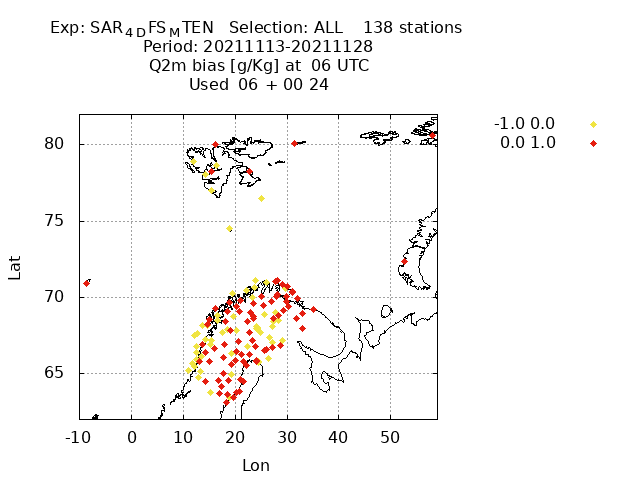 Exp: SAR4DFSMTEN Selection: ALL 138 stations
Period: 20211113-20211128
Q2m bias [g/Kg] at 06 UTC
Used 06 + 00 24
-1.0 0.0
0.0 1.0
80
75
70
65
Lat
-10 0 10 20 30 40 50
Lon